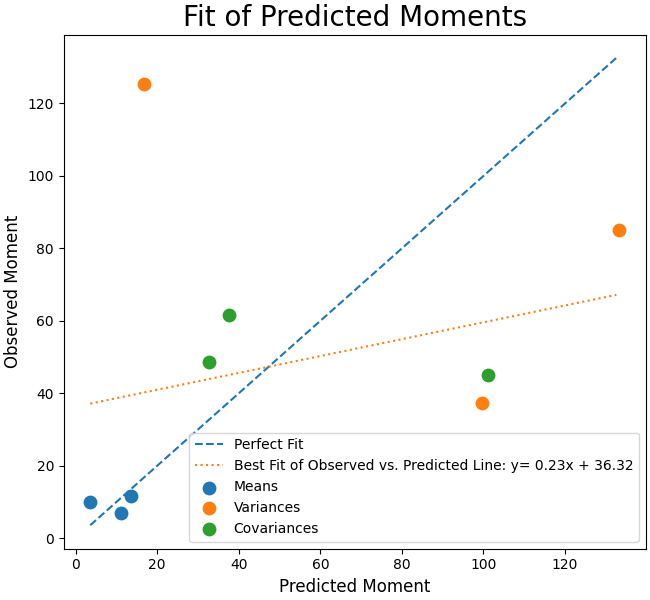 Fit of Predicted Moments
Observed Moment
120
100
80
60
40
20
0
Perfect Fit
Best Fit of Observed vs. Predicted Line: y= 0.23x + 36.32
Means
Variances
Covariances
0 20 40 60 80 100 120
Predicted Moment